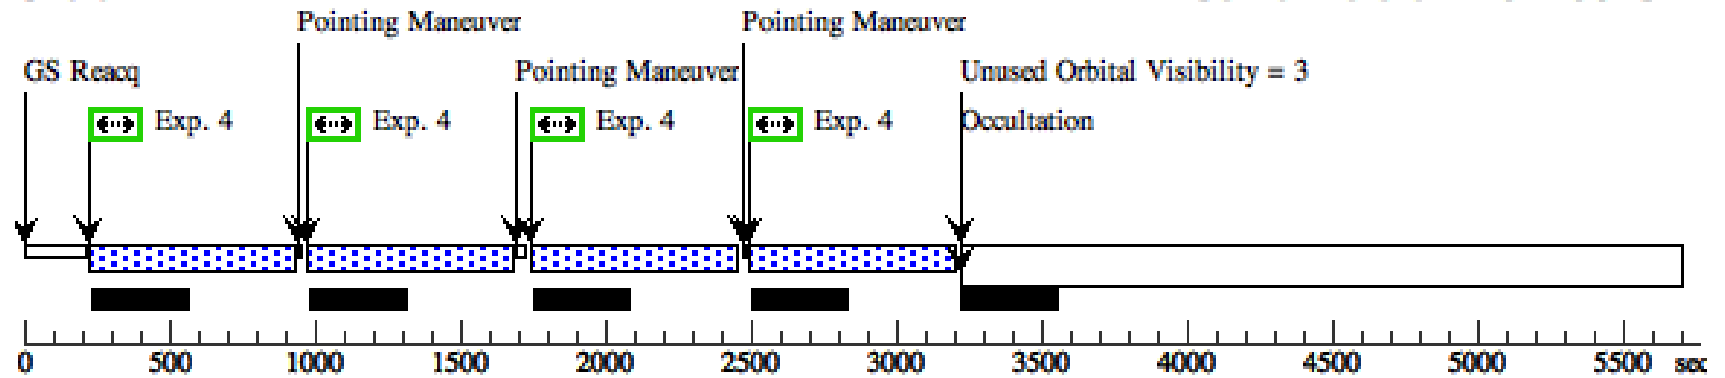 Pointing Maneuver Pointing Maneuver
GS Reacq Pointing Maneuver Unused Orbital Visibility = 3
Exp. 4 Exp. 4 Exp. 4 Exp. 4 Occultation
0 500 1000 1500 2000 2500 3000 3500 4000 4500 5000 5500 sec